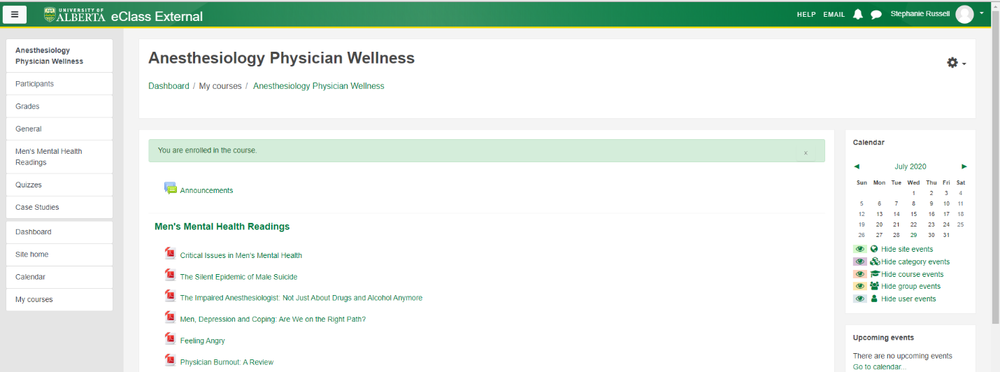 UNIVERSITY OF
ALBERTA eClass External
HELP EMAIL Stephanie Russell
Anesthesiology
Physician Wellness
Participants
Grades
General
Men's Mental Health
Readings
Quizzes
Case Studies
Dashboard
Site home
Calendar
My courses
Anesthesiology Physician Wellness
Dashboard / My courses / Anesthesiology Physician Wellness
You are enrolled in the course.
x
Announcements
Men's Mental Health Readings
Critical Issues in Men's Mental Health
The Silent Epidemic of Male Suicide
The Impaired Anesthesiologist: Not Just About Drugs and Alcohol Anymore
Men, Depression and Coping: Are We on the Right Path?
Feeling Angry
Physician Burnout: A Review
Calendar
◄ July 2020 ►
Sun Mon Tue Wed Thu Fri Sat
1 2 3 4
5 6 7 8 9 10 11
12 13 14 15 16 17 18
19 20 21 22 23 24 25
26 27 28 29 30 31
Hide site events
Hide category events
Hide course events
Hide group events
Hide user events
Upcoming events
There are no upcoming events
Go to calendar...